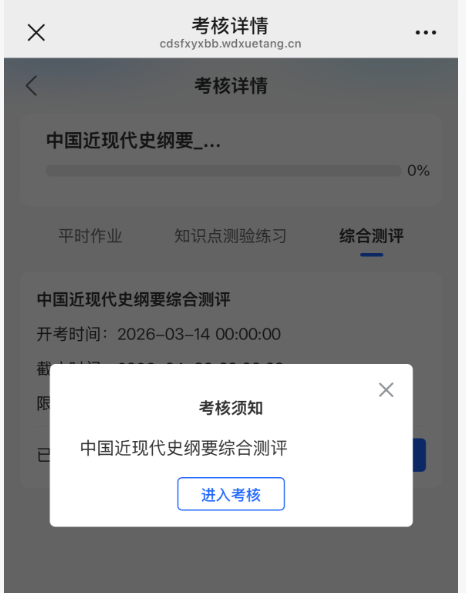 考核详情
cdsfxyxbb.wdxuetang.cn
考核详情
中国近现代史纲要_...
0%
平时作业 知识点测验练习 综合测评
中国近现代史纲要综合测评
开考时间：2026-03-14 00:00:00
截
限
考核须知
中国近现代史纲要综合测评
已
进入考核